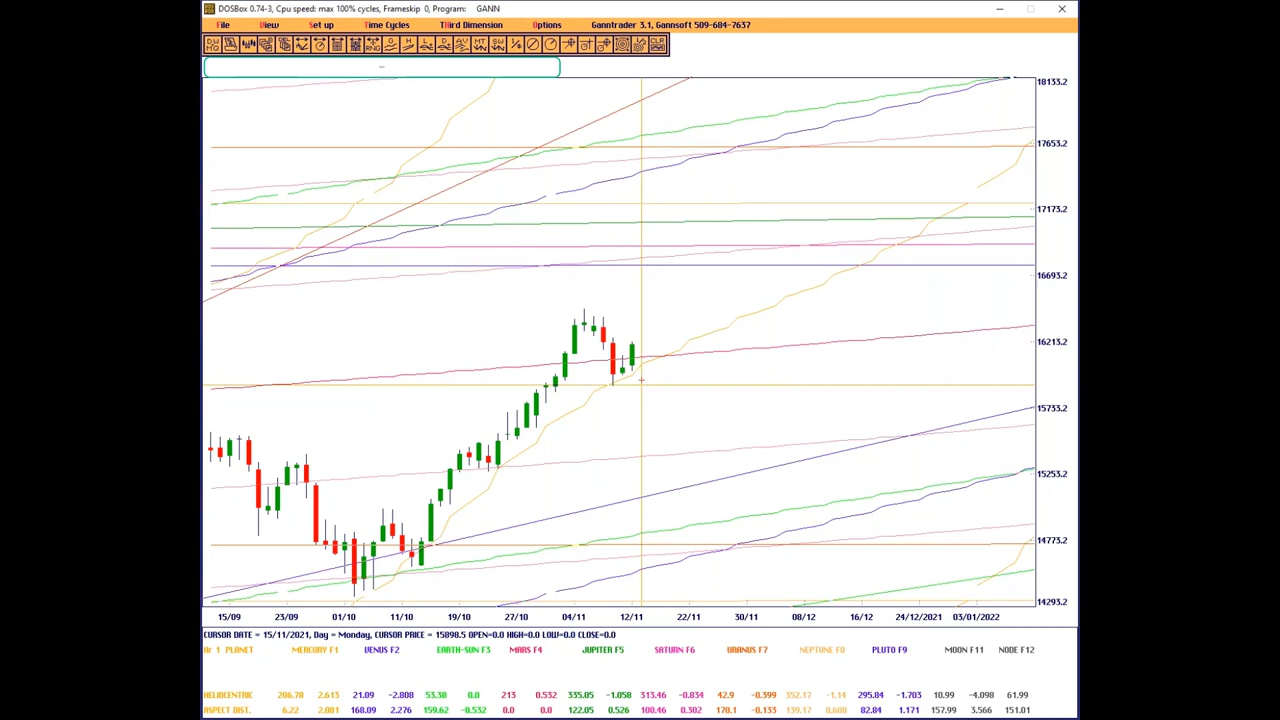 DOSBox 0.74-3, Cpu speed: max 100% cycles, Frameskip 0, Program: GANN
File View Set up Time Cycles THird Dimension Options Ganntrader 3.1, Gannsoft 509-684-7637
18133.2
17653.2
17173.2
16693.2
16213.2
15733.2
15253.2
14773.2
14293.2
15/09 23/09 01/10 11/10 19/10 27/10 04/11 12/11 22/11 30/11 08/12 16/12 24/12/2021 03/01/2022
CURSOR DATE = 15/11/2021, Day = Monday, CURSOR PRICE = 15898.5 OPEN=0.0 HIGH=0.0 LOW=0.0 CLOSE=0.0
Hr 1 PLANET MERCURY F1 VENUS F2 EARTH-SUN F3 MARS F4 JUPITER F5 SATURN F6 URANUS F7 NEPTUNE F8 PLUTO F9 MOON F11 NODE F12
HELIOCENTRIC 206.78 2.613 21.09 -2.808 53.38 0.0 213 0.532 335.05 -1.058 313.46 -0.834 42.9 -0.399 352.17 -1.14 295.84 -1.703 10.99 -4.098 61.99
ASPECT DIST. 6.22 2.081 168.09 2.276 159.62 -0.532 0.0 0.0 122.05 0.526 100.46 0.302 170.1 -0.133 139.17 0.608 82.84 1.171 157.99 3.566 151.01